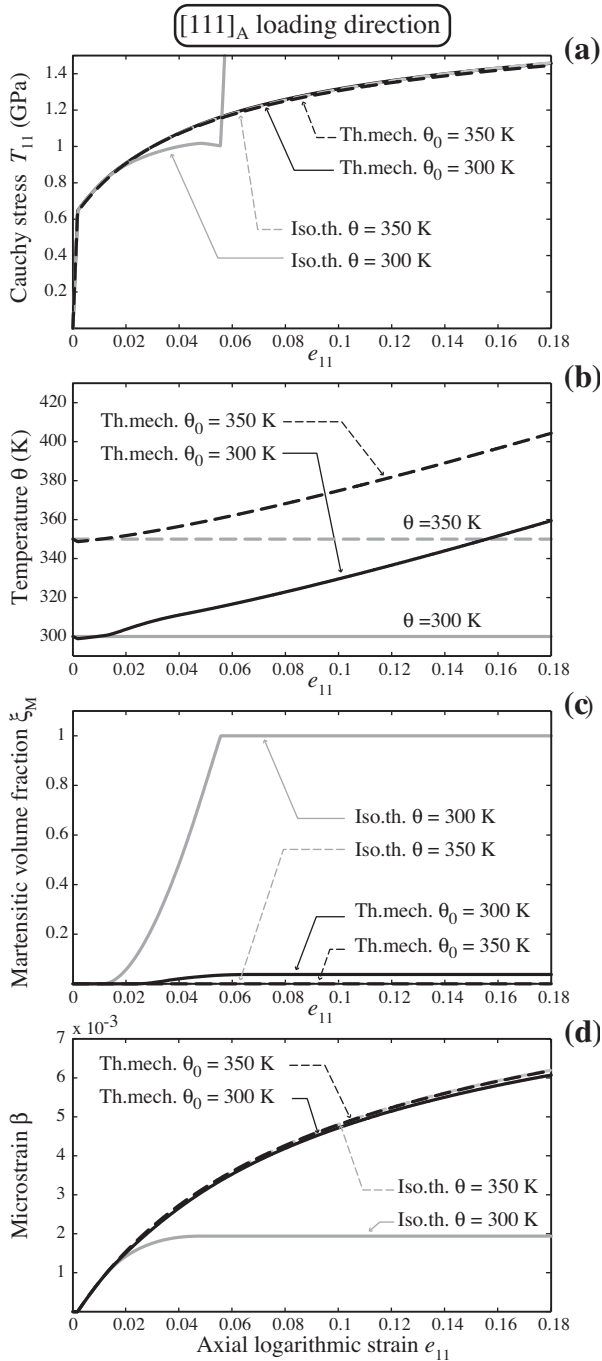 [111]A loading direction
(a)
Cauchy stress T11 (GPa)
1.4
1.2
1
0.8
0.6
0.4
0.2
Th.mech. θ0 = 350 K
Th.mech. θ0 = 300 K
Iso.th. θ = 350 K
Iso.th. θ = 300 K
0 0.02 0.04 0.06 0.08 0.1 0.12 0.14 0.16 0.18
e11
(b)
Temperature θ (K)
420
400
380
360
340
320
300
Th.mech. θ0 = 350 K
Th.mech. θ0 = 300 K
θ =350 K
θ =300 K
0 0.02 0.04 0.06 0.08 0.1 0.12 0.14 0.16 0.18
e11
(c)
Martensitic volume fraction ξM
1
0.8
0.6
0.4
0.2
Iso.th. θ = 300 K
Iso.th. θ = 350 K
Th.mech. θ0 = 300 K
Th.mech. θ0 = 350 K
0 0.02 0.04 0.06 0.08 0.1 0.12 0.14 0.16 0.18
e11
(d)
x 10-3
Microstrain β
7
6
5
4
3
2
1
Th.mech. θ0 = 350 K
Th.mech. θ0 = 300 K
Iso.th. θ = 350 K
Iso.th. θ = 300 K
0 0.02 0.04 0.06 0.08 0.1 0.12 0.14 0.16 0.18
Axial logarithmic strain e11